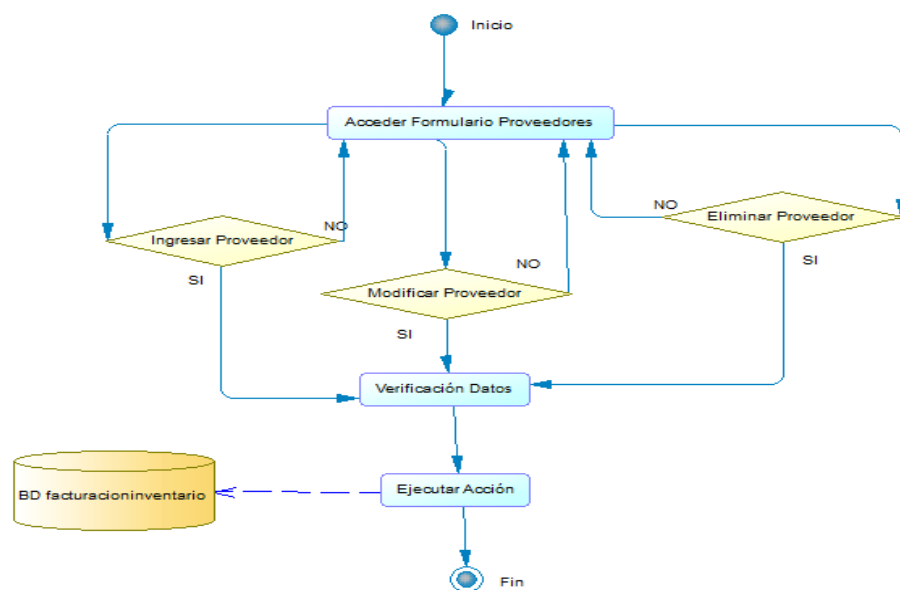 Inicio
Acceder Formulario Proveedores
NO
Eliminar Proveedor
NO
Ingresar Proveedor
SI
SI
NO
Modificar Proveedor
SI
Verificación Datos
Ejecutar Acción
BD facturacioninventario
Fin